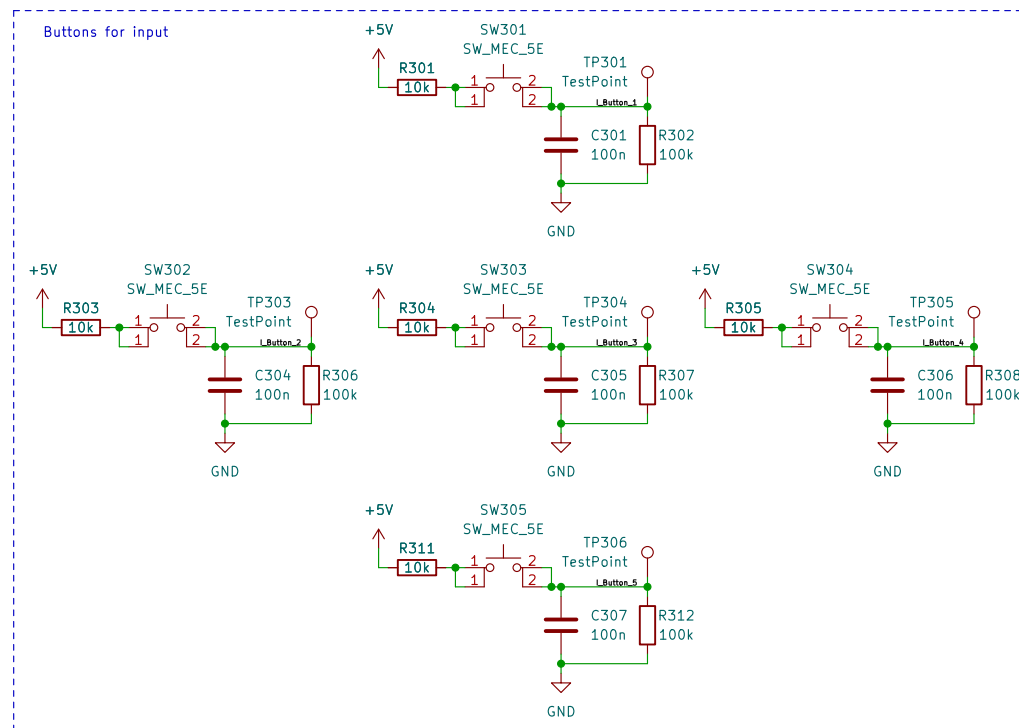 Buttons for input
+5V
R301
10k
SW301
SW_MEC_5E
1
1
2
2
TP301
TestPoint
I_Button_1
C301
100n
R302
100k
GND
+5V
R303
10k
SW302
SW_MEC_5E
1
1
2
2
TP303
TestPoint
I_Button_2
C304
100n
R306
100k
GND
+5V
R304
10k
SW303
SW_MEC_5E
1
1
2
2
TP304
TestPoint
I_Button_3
C305
100n
R307
100k
GND
+5V
R305
10k
SW304
SW_MEC_5E
1
1
2
2
TP305
TestPoint
I_Button_4
C306
100n
R308
100k
GND
+5V
R311
10k
SW305
SW_MEC_5E
1
1
2
2
TP306
TestPoint
I_Button_5
C307
100n
R312
100k
GND